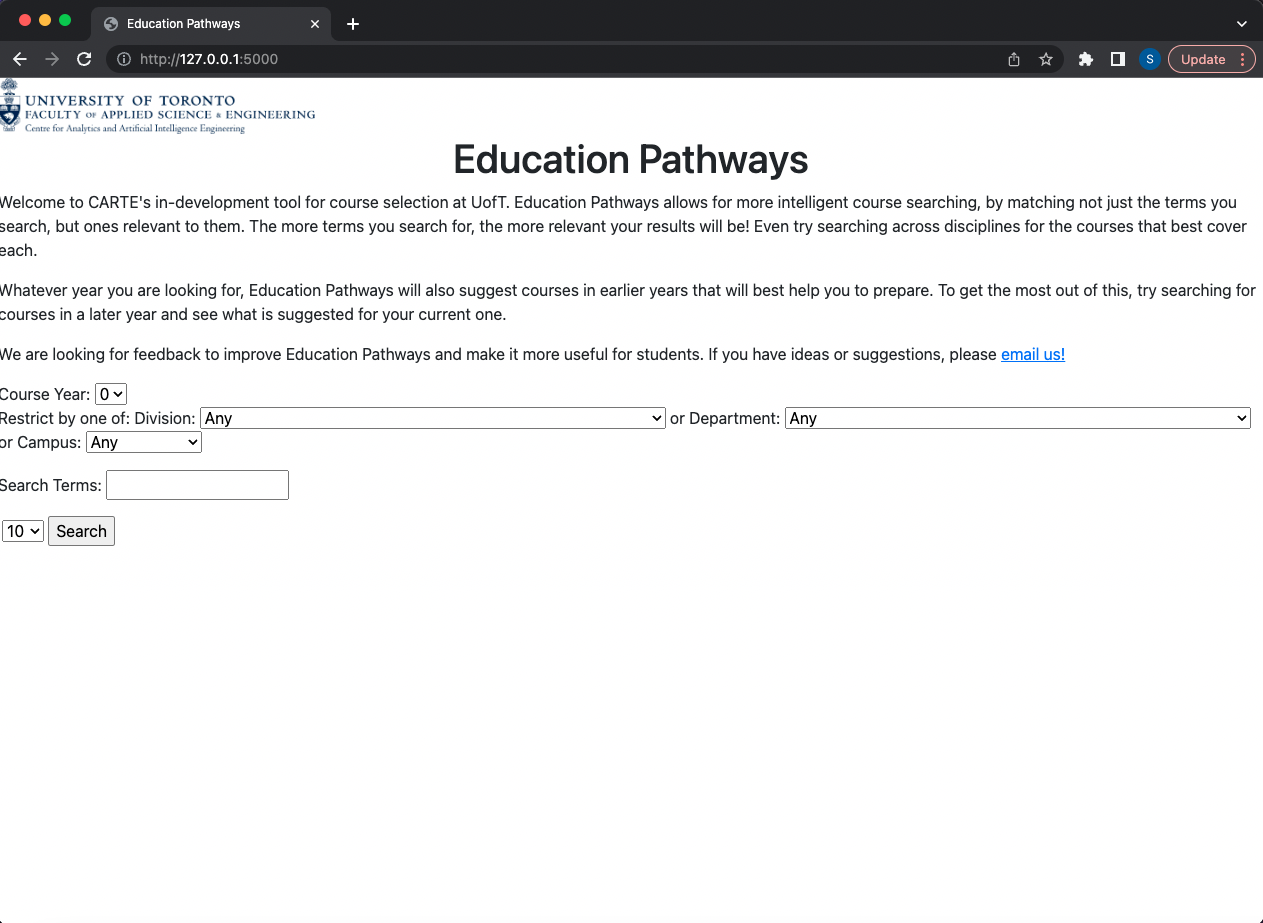 Education Pathways
http://127.0.0.1:5000
S
Update
UNIVERSITY OF TORONTO
FACULTY OF APPLIED SCIENCE & ENGINEERING
Centre for Analytics and Artificial Intelligence Engineering
Education Pathways
Welcome to CARTE's in-development tool for course selection at UofT. Education Pathways allows for more intelligent course searching, by matching not just the terms you
search, but ones relevant to them. The more terms you search for, the more relevant your results will be! Even try searching across disciplines for the courses that best cover
each.
Whatever year you are looking for, Education Pathways will also suggest courses in earlier years that will best help you to prepare. To get the most out of this, try searching for
courses in a later year and see what is suggested for your current one.
We are looking for feedback to improve Education Pathways and make it more useful for students. If you have ideas or suggestions, please email us!
Course Year: 0
Restrict by one of: Division: Any or Department: Any
or Campus: Any
Search Terms:
10 Search